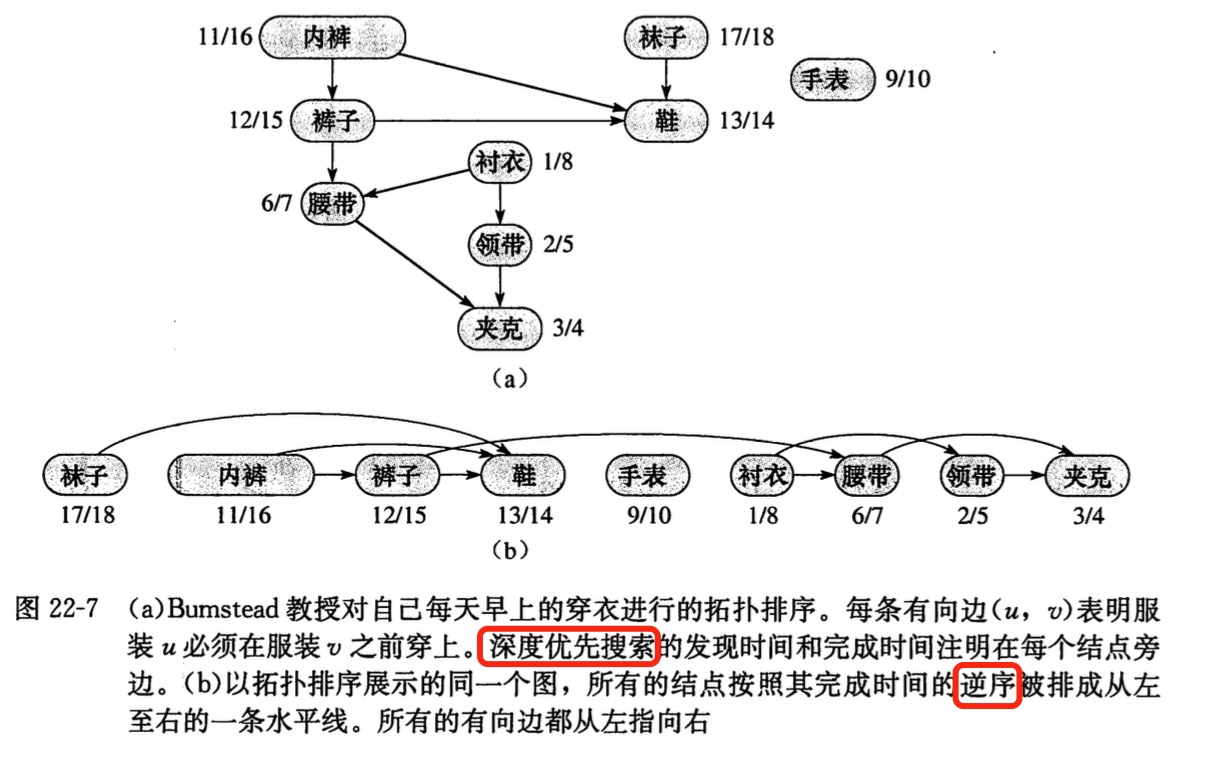 11/16 内裤 袜子 17/18
手表 9/10
12/15 裤子 鞋 13/14
衬衣 1/8
6/7 腰带
领带 2/5
夹克 3/4
(a)
袜子 内裤 裤子 鞋 手表 衬衣 腰带 领带 夹克
17/18 11/16 12/15 13/14 9/10 1/8 6/7 2/5 3/4
(b)
图 22-7 (a)Bumstead 教授对自己每天早上的穿衣进行的拓扑排序。每条有向边(u，v)表明服
装 u 必须在服装 v 之前穿上。深度优先搜索的发现时间和完成时间注明在每个结点旁
边。(b)以拓扑排序展示的同一个图，所有的结点按照其完成时间的逆序被排成从左
至右的一条水平线。所有的有向边都从左指向右